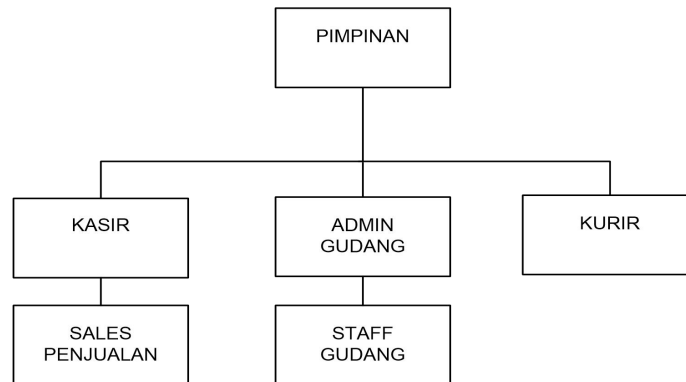 PIMPINAN
KASIR
ADMIN
GUDANG
KURIR
SALES
PENJUALAN
STAFF
GUDANG